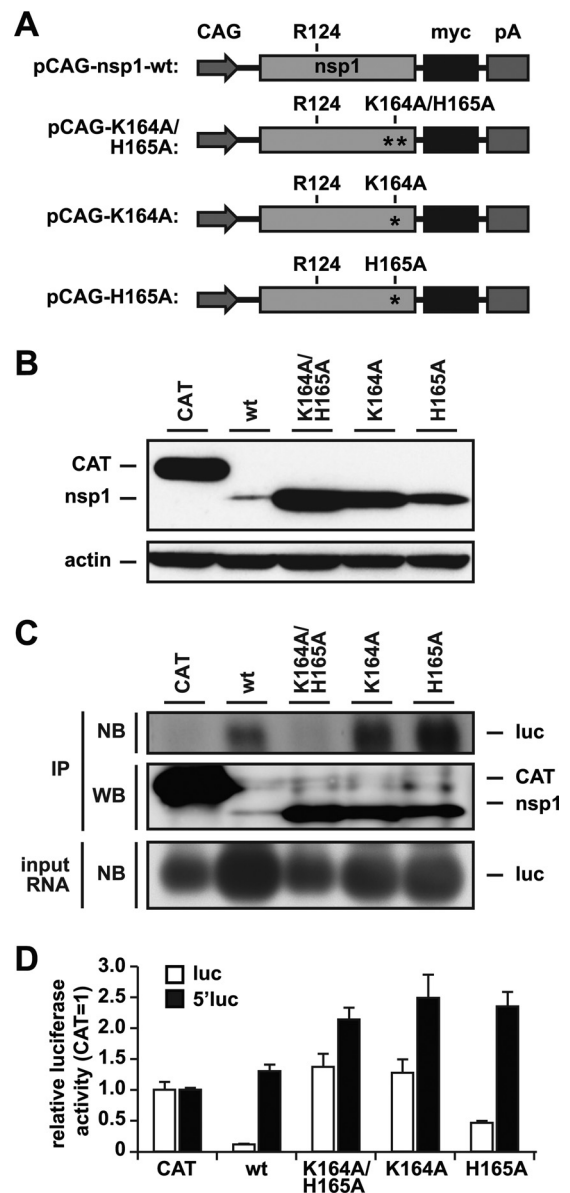 A
CAG R124 myc pA
pCAG-nsp1-wt: nsp1
R124 K164A/H165A
pCAG-K164A/
H165A: **
R124 K164A
pCAG-K164A: *
R124 H165A
pCAG-H165A: *
B
CAT wt K164A/ H165A K164A H165A
CAT
nsp1
actin
C
CAT wt K164A/ H165A K164A H165A
IP NB luc
WB CAT
nsp1
input RNA NB luc
D
relative luciferase
activity (CAT=1)
luc
5'luc
2.5
2.0
1.5
1.0
0.5
0
CAT wt K164A/ K164A H165A
H165A